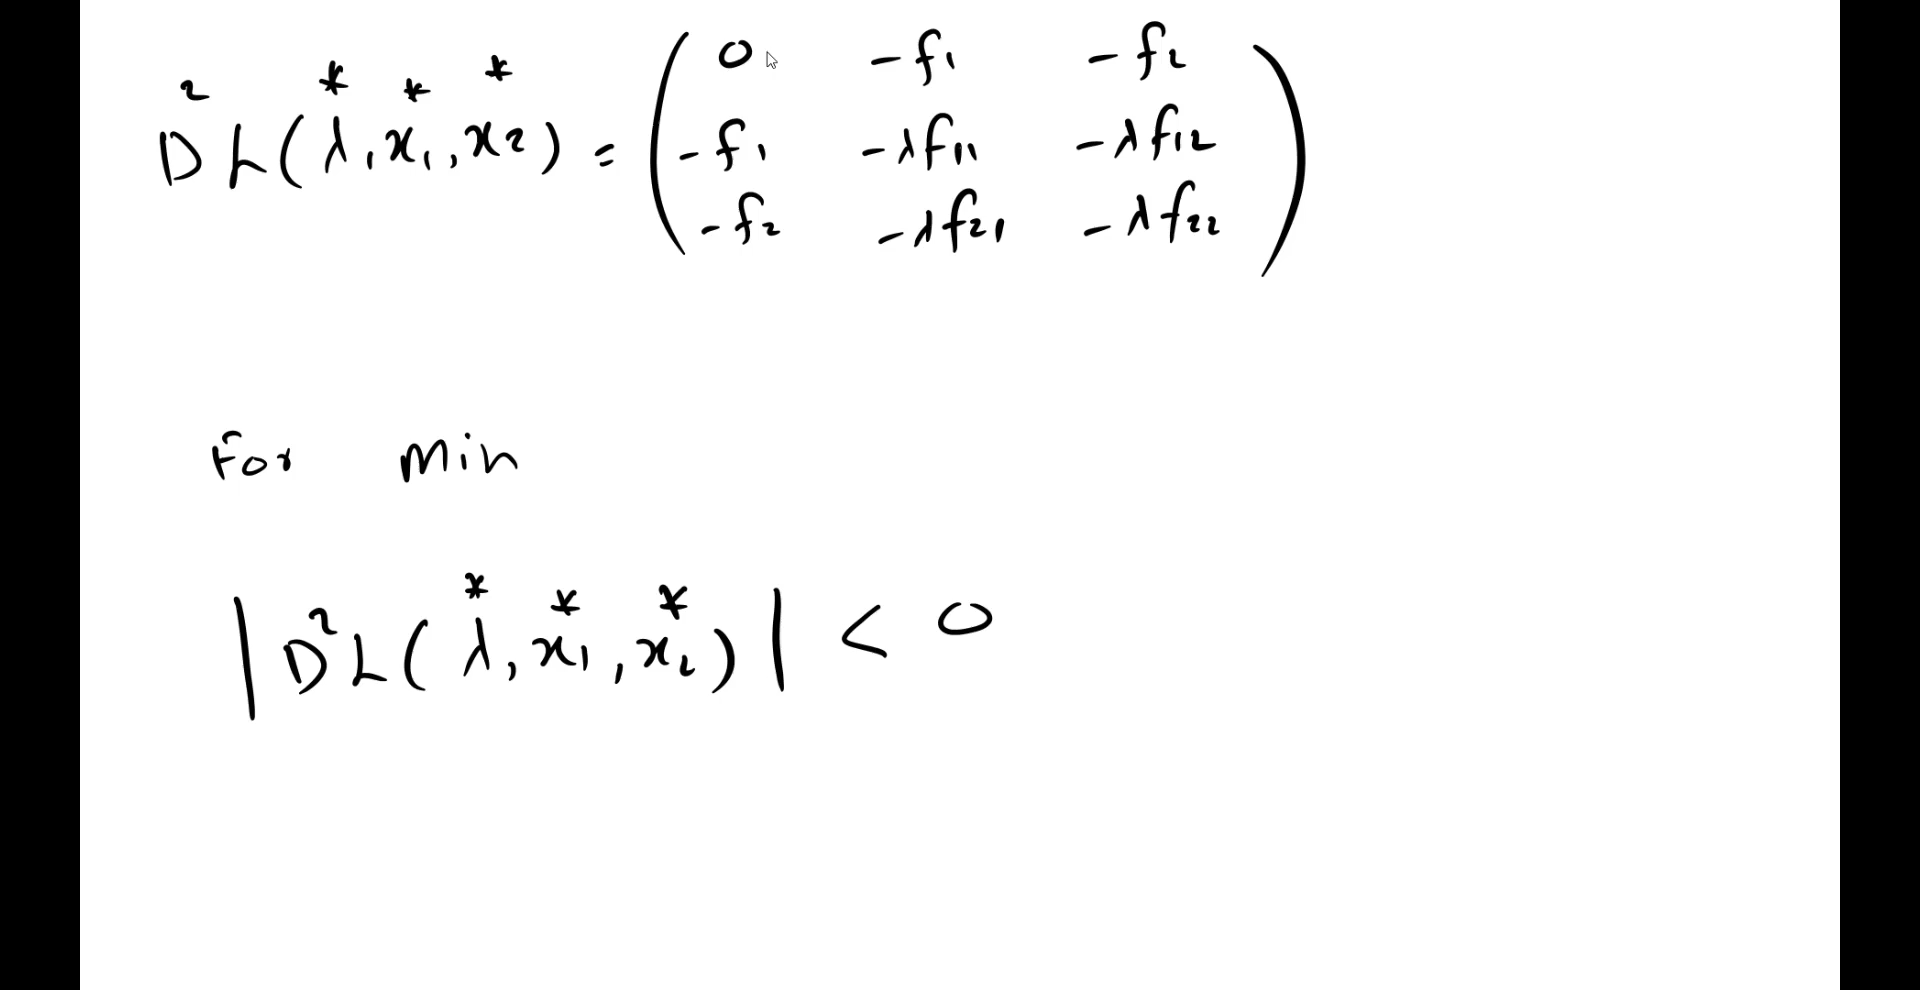 D²L(λ*, x₁*, x₂*) = ( 0 -f₁ -f₂
-f₁ -λf₁₁ -λf₁₂
-f₂ -λf₂₁ -λf₂₂ )
For min
|D²L(λ*, x₁*, x₂*)| < 0